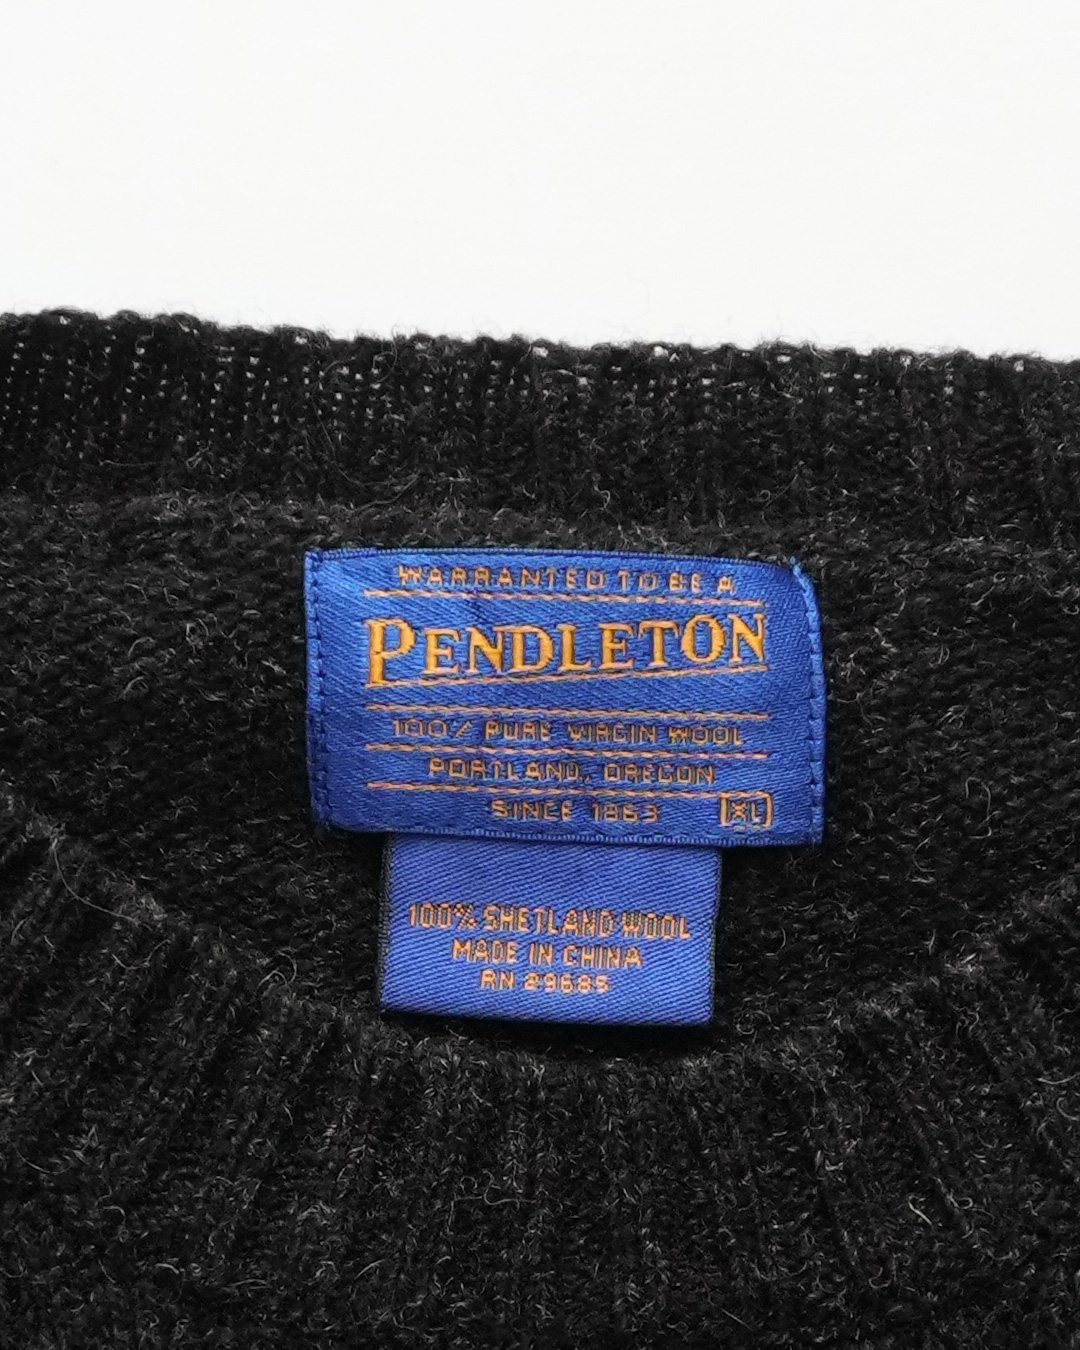 WARRANTED TO BE A
PENDLETON
100% PURE VIRGIN WOOL
PORTLAND, OREGON
SINCE 1863 XL
100% SHETLAND WOOL
MADE IN CHINA
RN 29685